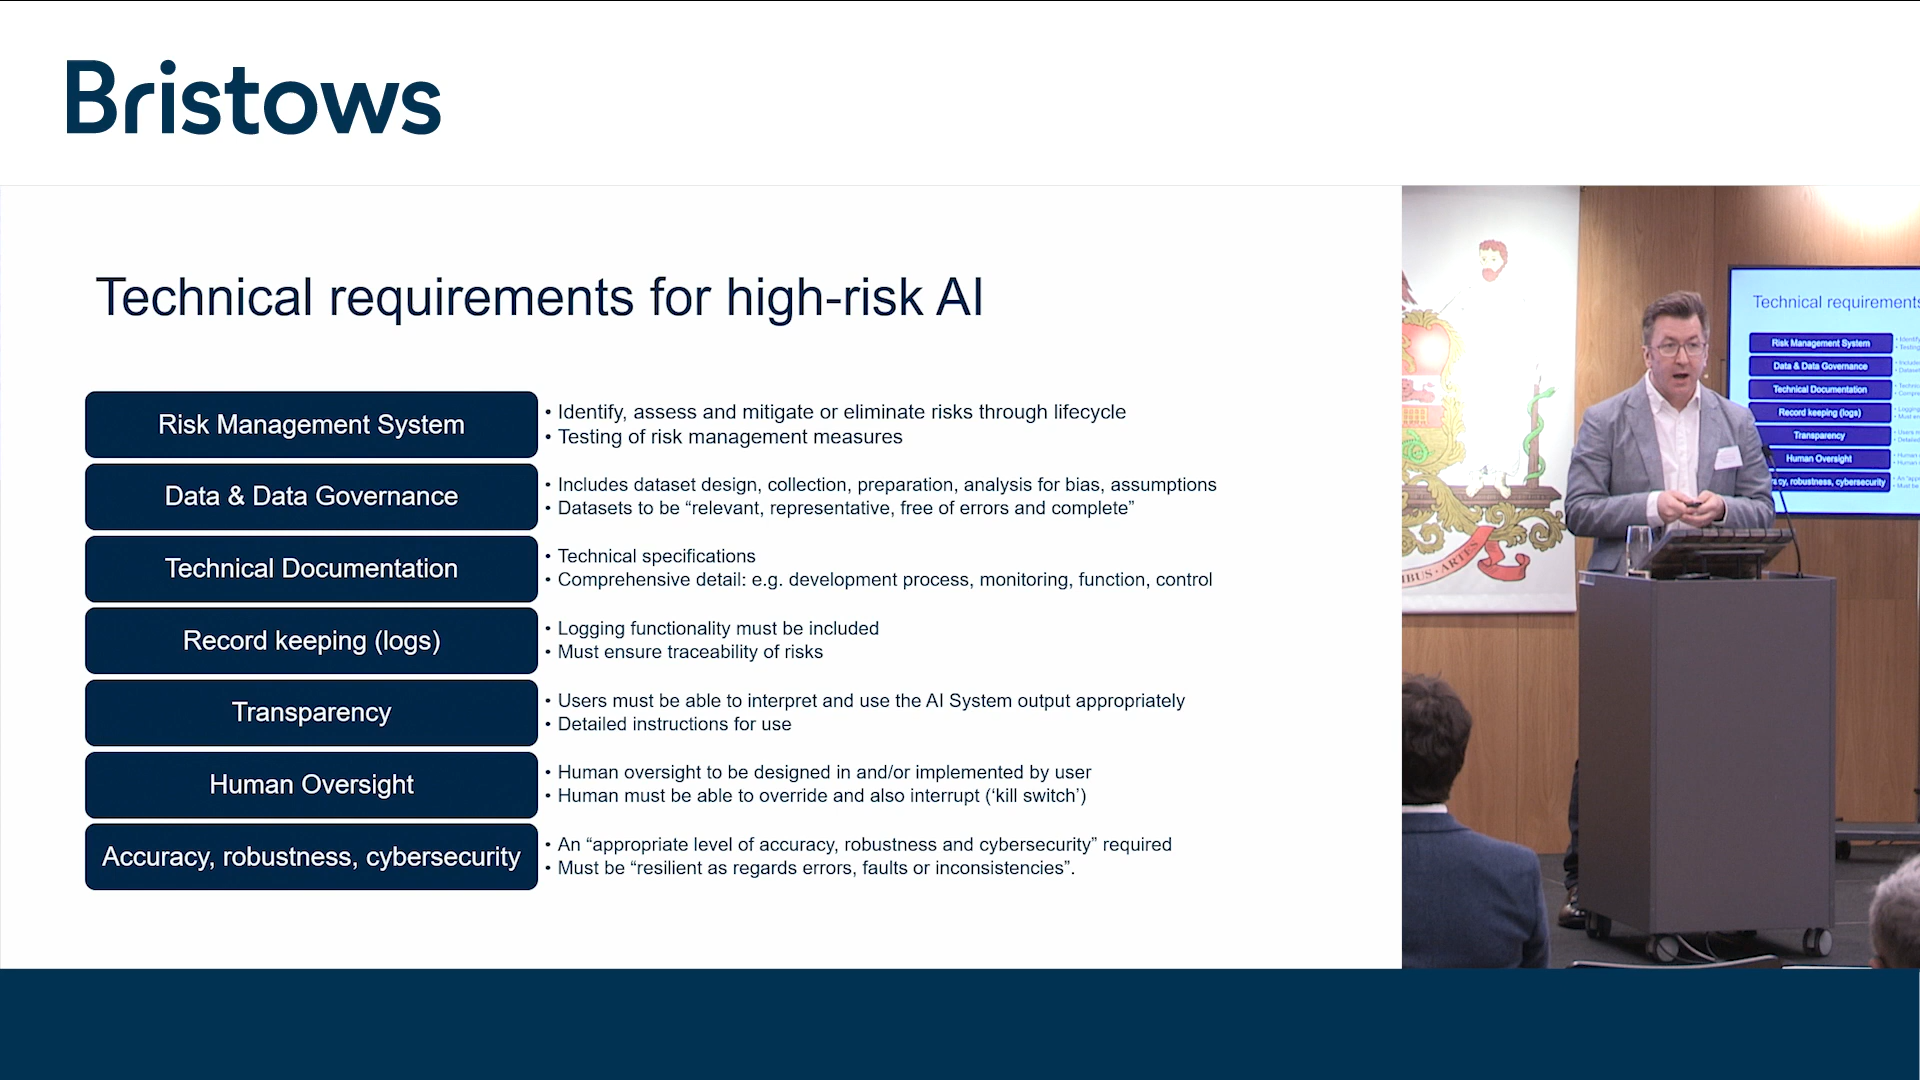 Bristows
Technical requirements for high-risk AI
Risk Management System
• Identify, assess and mitigate or eliminate risks through lifecycle
• Testing of risk management measures
Data & Data Governance
• Includes dataset design, collection, preparation, analysis for bias, assumptions
• Datasets to be “relevant, representative, free of errors and complete”
Technical Documentation
• Technical specifications
• Comprehensive detail: e.g. development process, monitoring, function, control
Record keeping (logs)
• Logging functionality must be included
• Must ensure traceability of risks
Transparency
• Users must be able to interpret and use the AI System output appropriately
• Detailed instructions for use
Human Oversight
• Human oversight to be designed in and/or implemented by user
• Human must be able to override and also interrupt (‘kill switch’)
Accuracy, robustness, cybersecurity
• An “appropriate level of accuracy, robustness and cybersecurity” required
• Must be “resilient as regards errors, faults or inconsistencies”.
Technical requirements
Risk Management System
Data & Data Governance
Technical Documentation
Record keeping (logs)
Transparency
Human Oversight
robustness, cybersecurity
ARTES